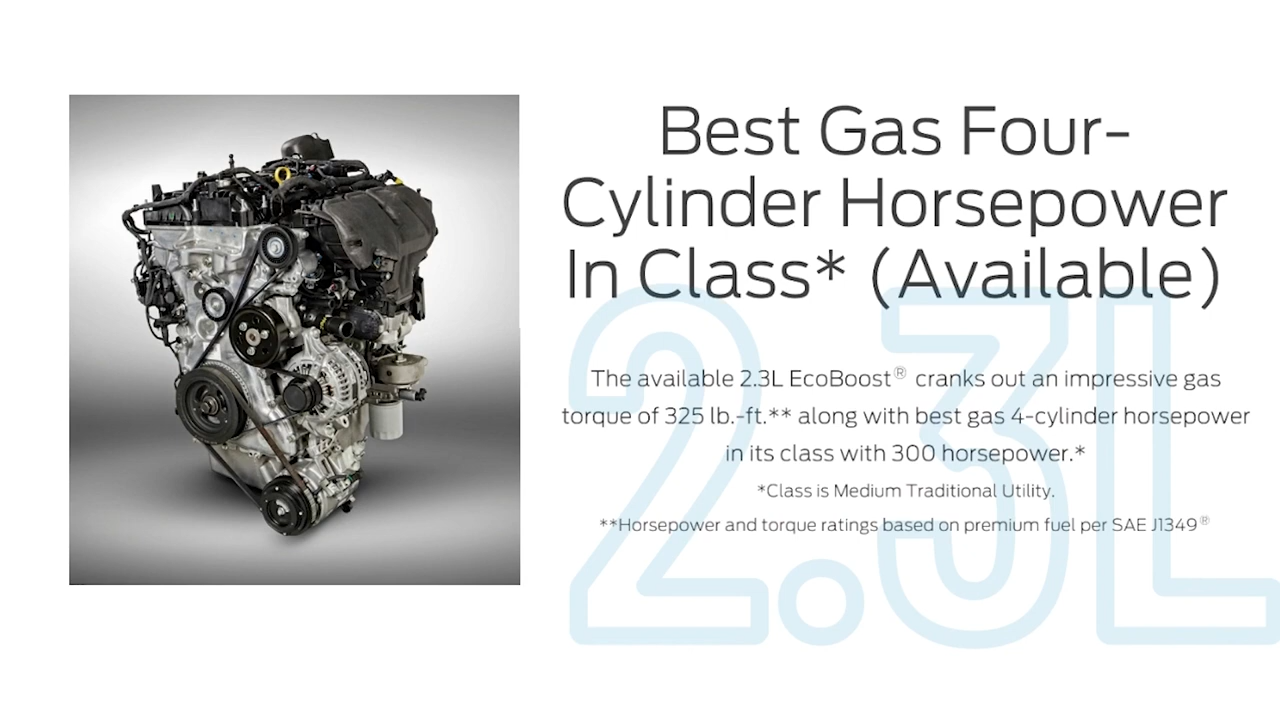 Best Gas Four-
Cylinder Horsepower
In Class* (Available)
The available 2.3L EcoBoost® cranks out an impressive gas
torque of 325 lb.-ft.** along with best gas 4-cylinder horsepower
in its class with 300 horsepower.*
*Class is Medium Traditional Utility.
**Horsepower and torque ratings based on premium fuel per SAE J1349®
2.3L